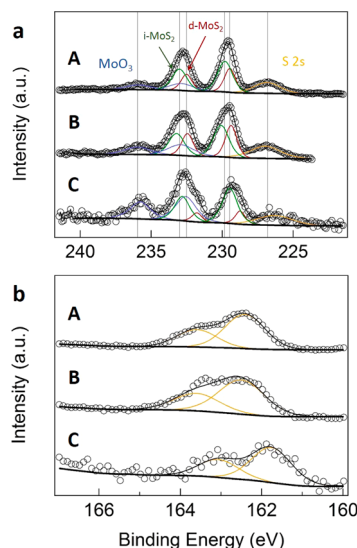 a
i-MoS2
d-MoS2
MoO3
S 2s
A
B
C
Intensity (a.u.)
240 235 230 225
b
A
B
C
Intensity (a.u.)
166 164 162 160
Binding Energy (eV)